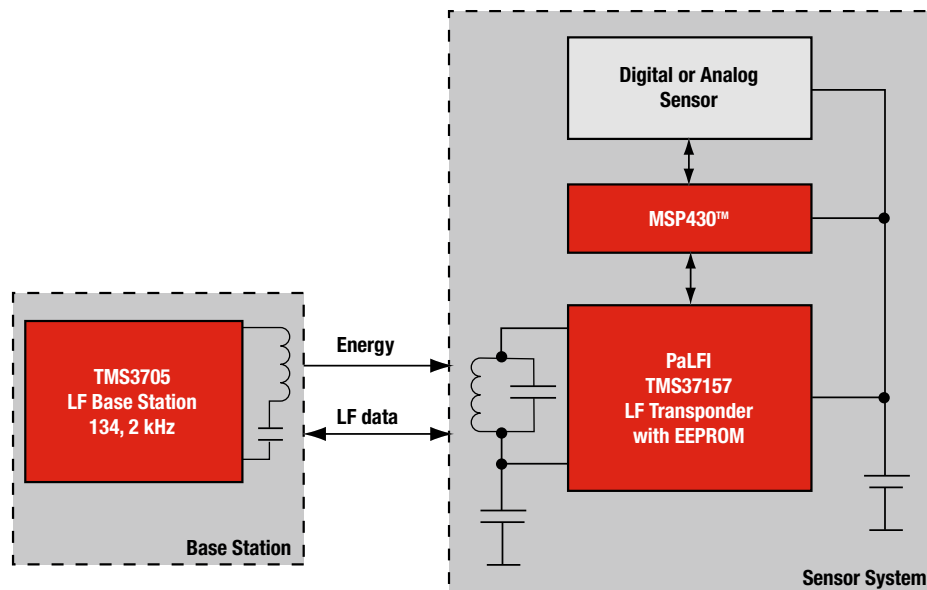 Digital or Analog
Sensor
MSP430™
PaLFI
TMS37157
LF Transponder
with EEPROM
Sensor System
Energy
LF data
TMS3705
LF Base Station
134, 2 kHz
Base Station